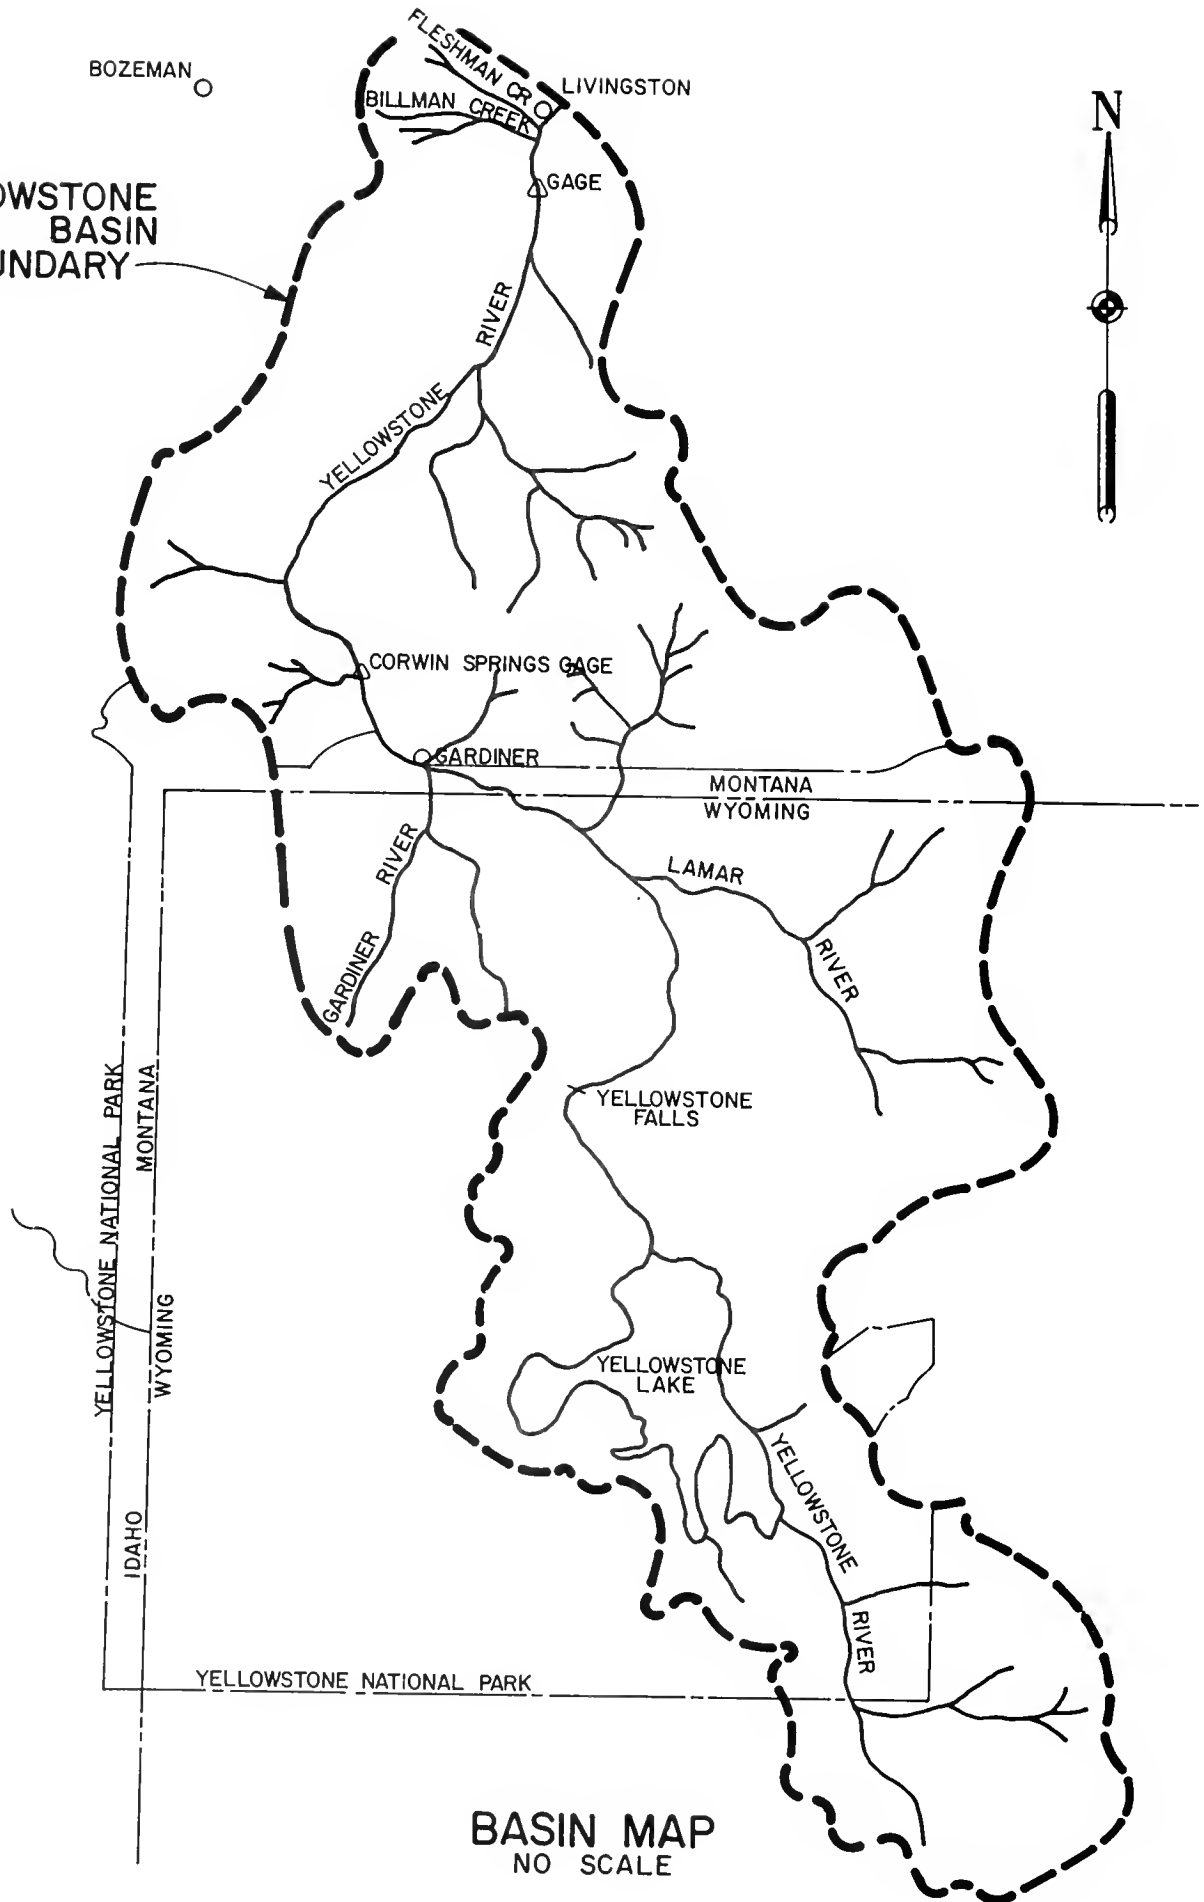 FLESHMAN CR
BOZEMAN
LIVINGSTON
BILLMAN CREEK
N
GAGE
OWSTONE
BASIN
UNDARY
YELLOWSTONE RIVER
CORWIN SPRINGS GAGE
GARDINER
MONTANA
WYOMING
GARDINER RIVER
LAMAR RIVER
YELLOWSTONE NATIONAL PARK
MONTANA
YELLOWSTONE
FALLS
WYOMING
YELLOWSTONE
LAKE
YELLOWSTONE RIVER
IDAHO
YELLOWSTONE NATIONAL PARK
BASIN MAP
NO SCALE